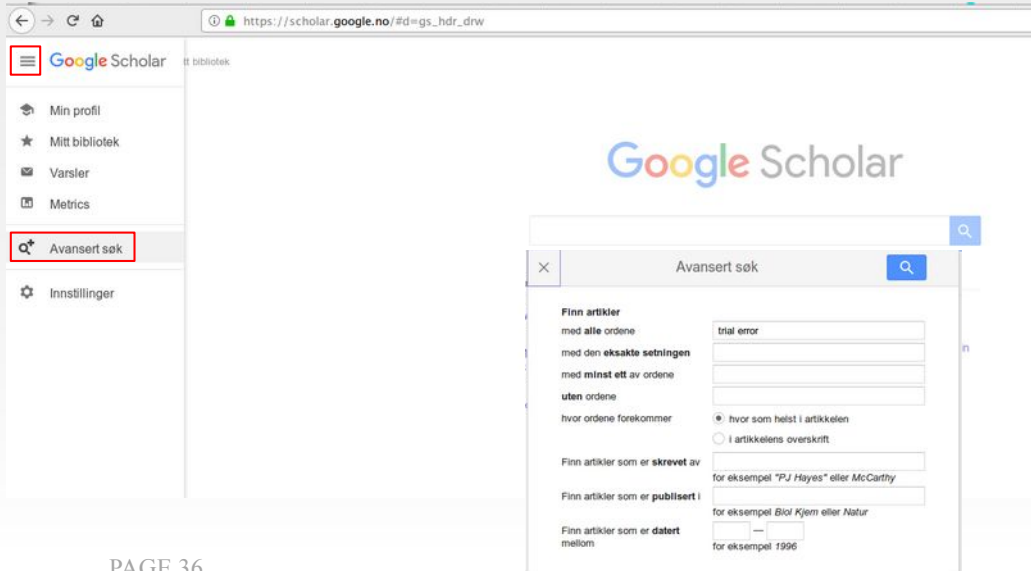 https://scholar.google.no/#d=gs_hdr_drw
Google Scholar
tt bibliotek
Min profil
Mitt bibliotek
Varsler
Metrics
Avansert søk
Innstillinger
Google Scholar
Avansert søk
Finn artikler
med alle ordene trial error
med den eksakte setningen
med minst ett av ordene
uten ordene
hvor ordene forekommer hvor som helst i artikkelen
i artikkelens overskrift
Finn artikler som er skrevet av
for eksempel "PJ Hayes" eller McCarthy
Finn artikler som er publisert i
for eksempel Biol Kjem eller Natur
Finn artikler som er datert
mellom
—
for eksempel 1996
in
PAGE 36